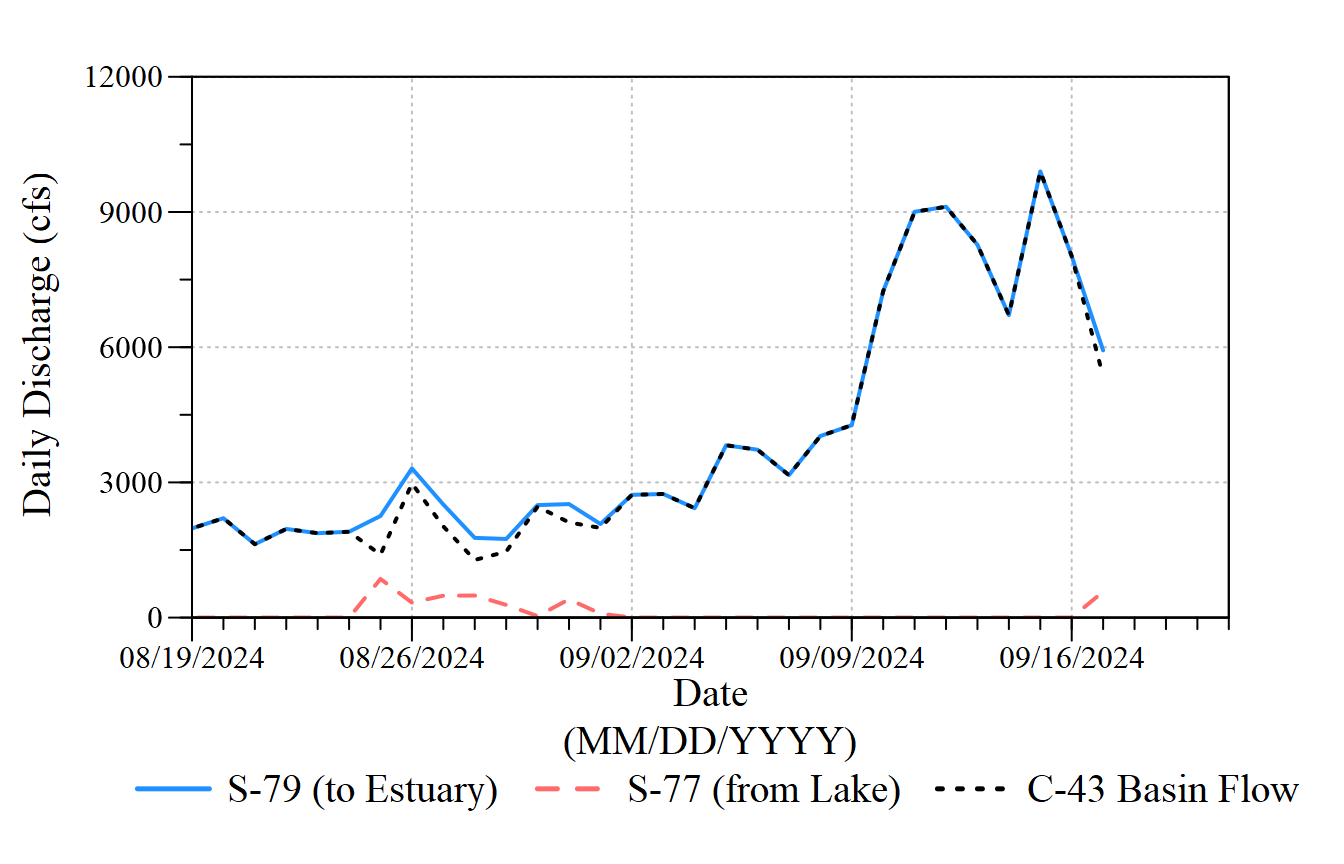 12000
9000
6000
3000
0
Daily Discharge (cfs)
08/19/2024 08/26/2024 09/02/2024 09/09/2024 09/16/2024
Date
(MM/DD/YYYY)
S-79 (to Estuary) S-77 (from Lake) C-43 Basin Flow